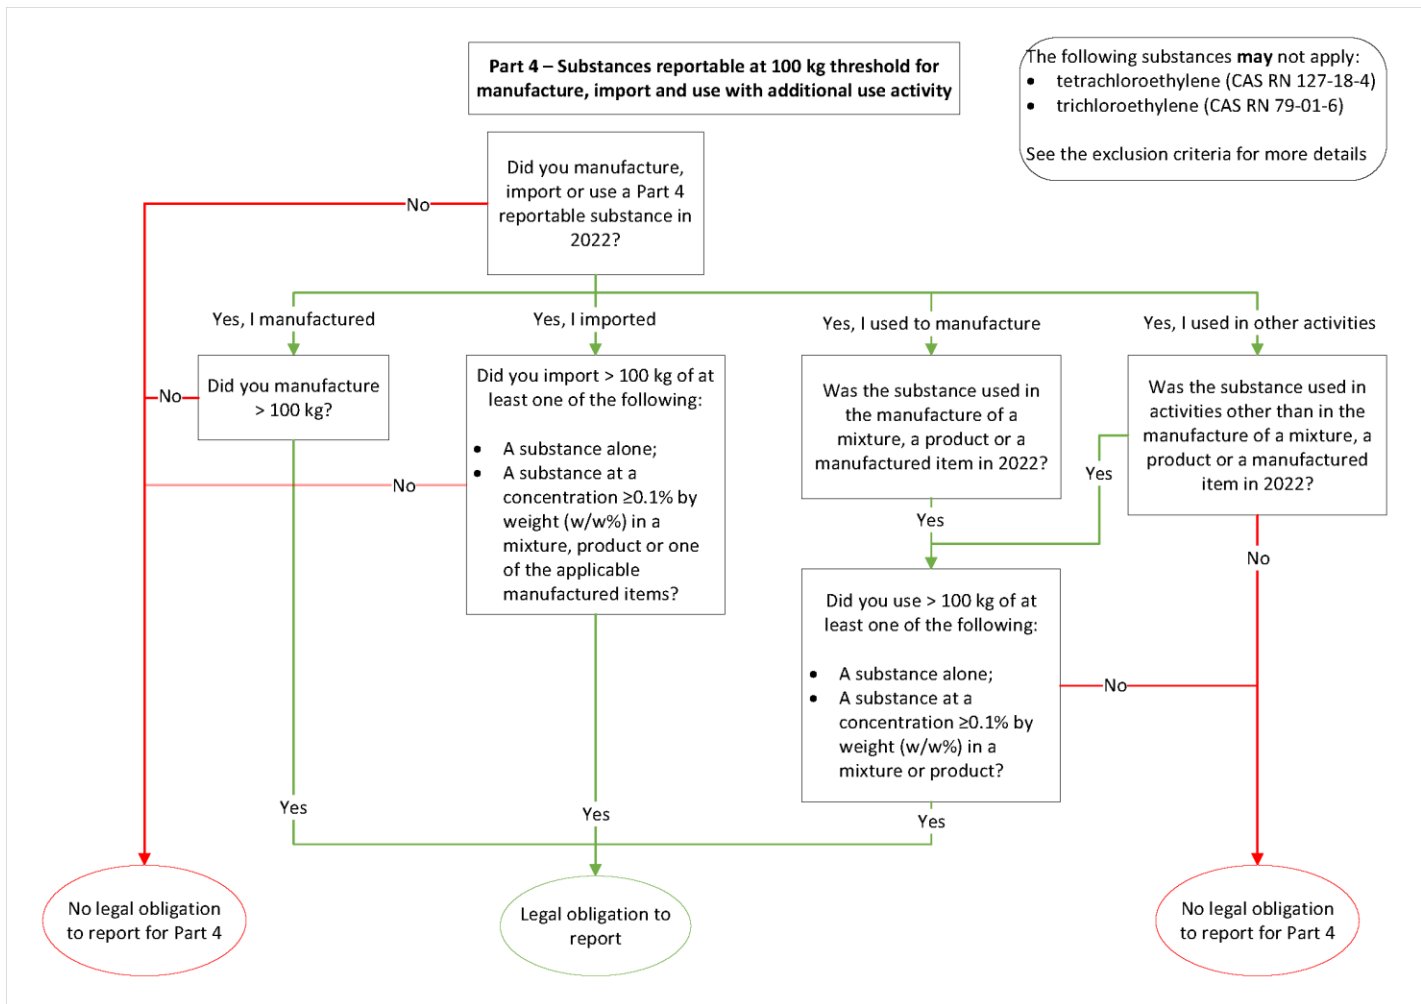 Part 4 – Substances reportable at 100 kg threshold for
manufacture, import and use with additional use activity
The following substances may not apply:
• tetrachloroethylene (CAS RN 127-18-4)
• trichloroethylene (CAS RN 79-01-6)
See the exclusion criteria for more details
Did you manufacture,
import or use a Part 4
reportable substance in
2022?
No
Yes, I manufactured
Yes, I imported
Yes, I used to manufacture
Yes, I used in other activities
Did you manufacture
> 100 kg?
No
Did you import > 100 kg of at
least one of the following:
• A substance alone;
• A substance at a
concentration ≥0.1% by
weight (w/w%) in a
mixture, product or one
of the applicable
manufactured items?
No
Was the substance used in
the manufacture of a
mixture, a product or a
manufactured item in 2022?
Yes
Was the substance used in
activities other than in the
manufacture of a mixture, a
product or a manufactured
item in 2022?
Yes
No
Did you use > 100 kg of at
least one of the following:
• A substance alone;
• A substance at a
concentration ≥0.1% by
weight (w/w%) in a
mixture or product?
No
Yes
Yes
Yes
No legal obligation
to report for Part 4
Legal obligation to
report
No legal obligation
to report for Part 4